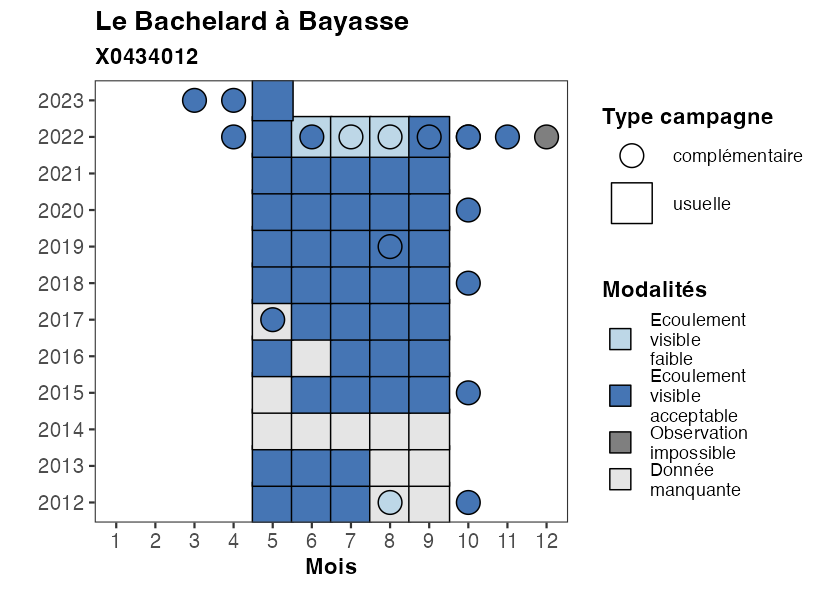 Le Bachelard à Bayasse
X0434012
2023
2022
2021
2020
2019
2018
2017
2016
2015
2014
2013
2012
1 2 3 4 5 6 7 8 9 10 11 12
Mois
Type campagne
complémentaire
usuelle
Modalités
Ecoulement
visible
faible
Ecoulement
visible
acceptable
Observation
impossible
Donnée
manquante